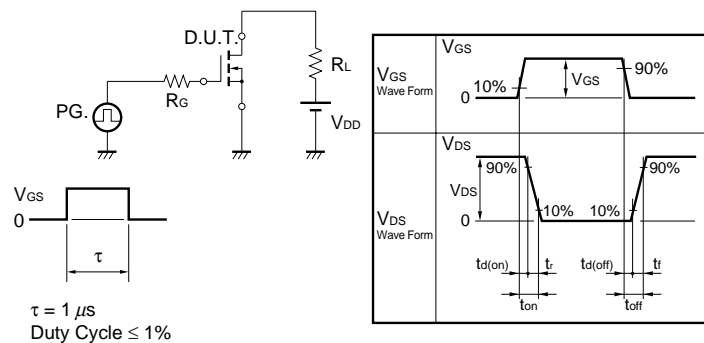 D.U.T.
RL
RG
PG.
VDD
VGS
0
τ
τ = 1 μs
Duty Cycle ≤ 1%
VGS
Wave Form
VGS
10%
VGS
90%
0
VDS
Wave Form
VDS
90%
VDS
10%
0
10%
90%
td(on)
tr
td(off)
tf
ton
toff